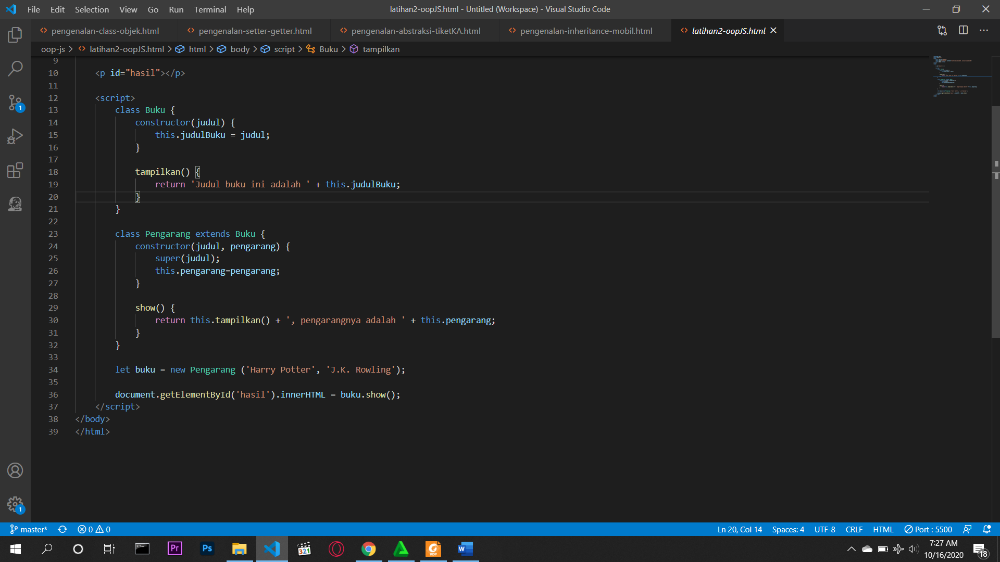 File Edit Selection View Go Run Terminal Help latihan2-oopJS.html - Untitled (Workspace) - Visual Studio Code
pengenalan-class-objek.html pengenalan-setter-getter.html pengenalan-abstraksi-tiketKA.html pengenalan-inheritance-mobil.html latihan2-oopJS.html
oop-js > latihan2-oopJS.html > html > body > script > Buku > tampilkan
9
10 <p id="hasil"></p>
11
12 <script>
13 class Buku {
14 constructor(judul) {
15 this.judulBuku = judul;
16 }
17
18 tampilkan() {
19 return 'Judul buku ini adalah ' + this.judulBuku;
20 }
21 }
22
23 class Pengarang extends Buku {
24 constructor(judul, pengarang) {
25 super(judul);
26 this.pengarang=pengarang;
27 }
28
29 show() {
30 return this.tampilkan() + ', pengarangnya adalah ' + this.pengarang;
31 }
32 }
33
34 let buku = new Pengarang ('Harry Potter', 'J.K. Rowling');
35
36 document.getElementById('hasil').innerHTML = buku.show();
37 </script>
38 </body>
39 </html>
1
1
master* 0 0 Ln 20, Col 14 Spaces: 4 UTF-8 CRLF HTML Port : 5500
Pr Ps 321 PDF W 7:27 AM
10/16/2020 18